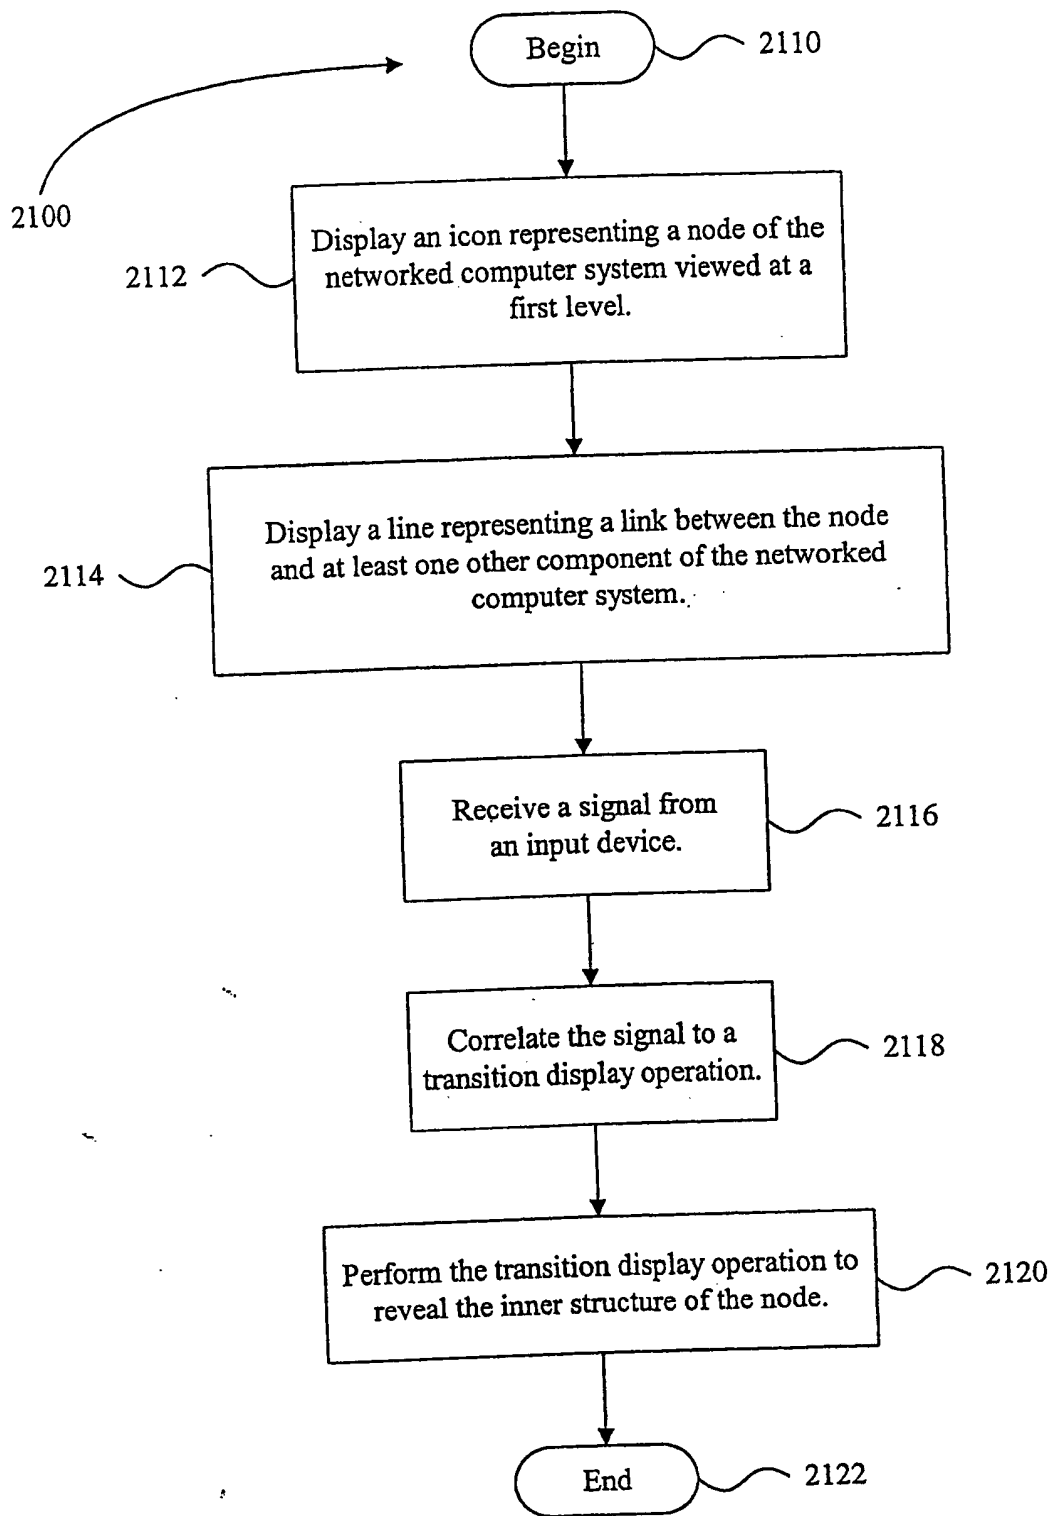 Begin
2110
2100
Display an icon representing a node of the
networked computer system viewed at a
first level.
2112
Display a line representing a link between the node
and at least one other component of the networked
computer system.
2114
Receive a signal from
an input device.
2116
Correlate the signal to a
transition display operation.
2118
Perform the transition display operation to
reveal the inner structure of the node.
2120
End
2122